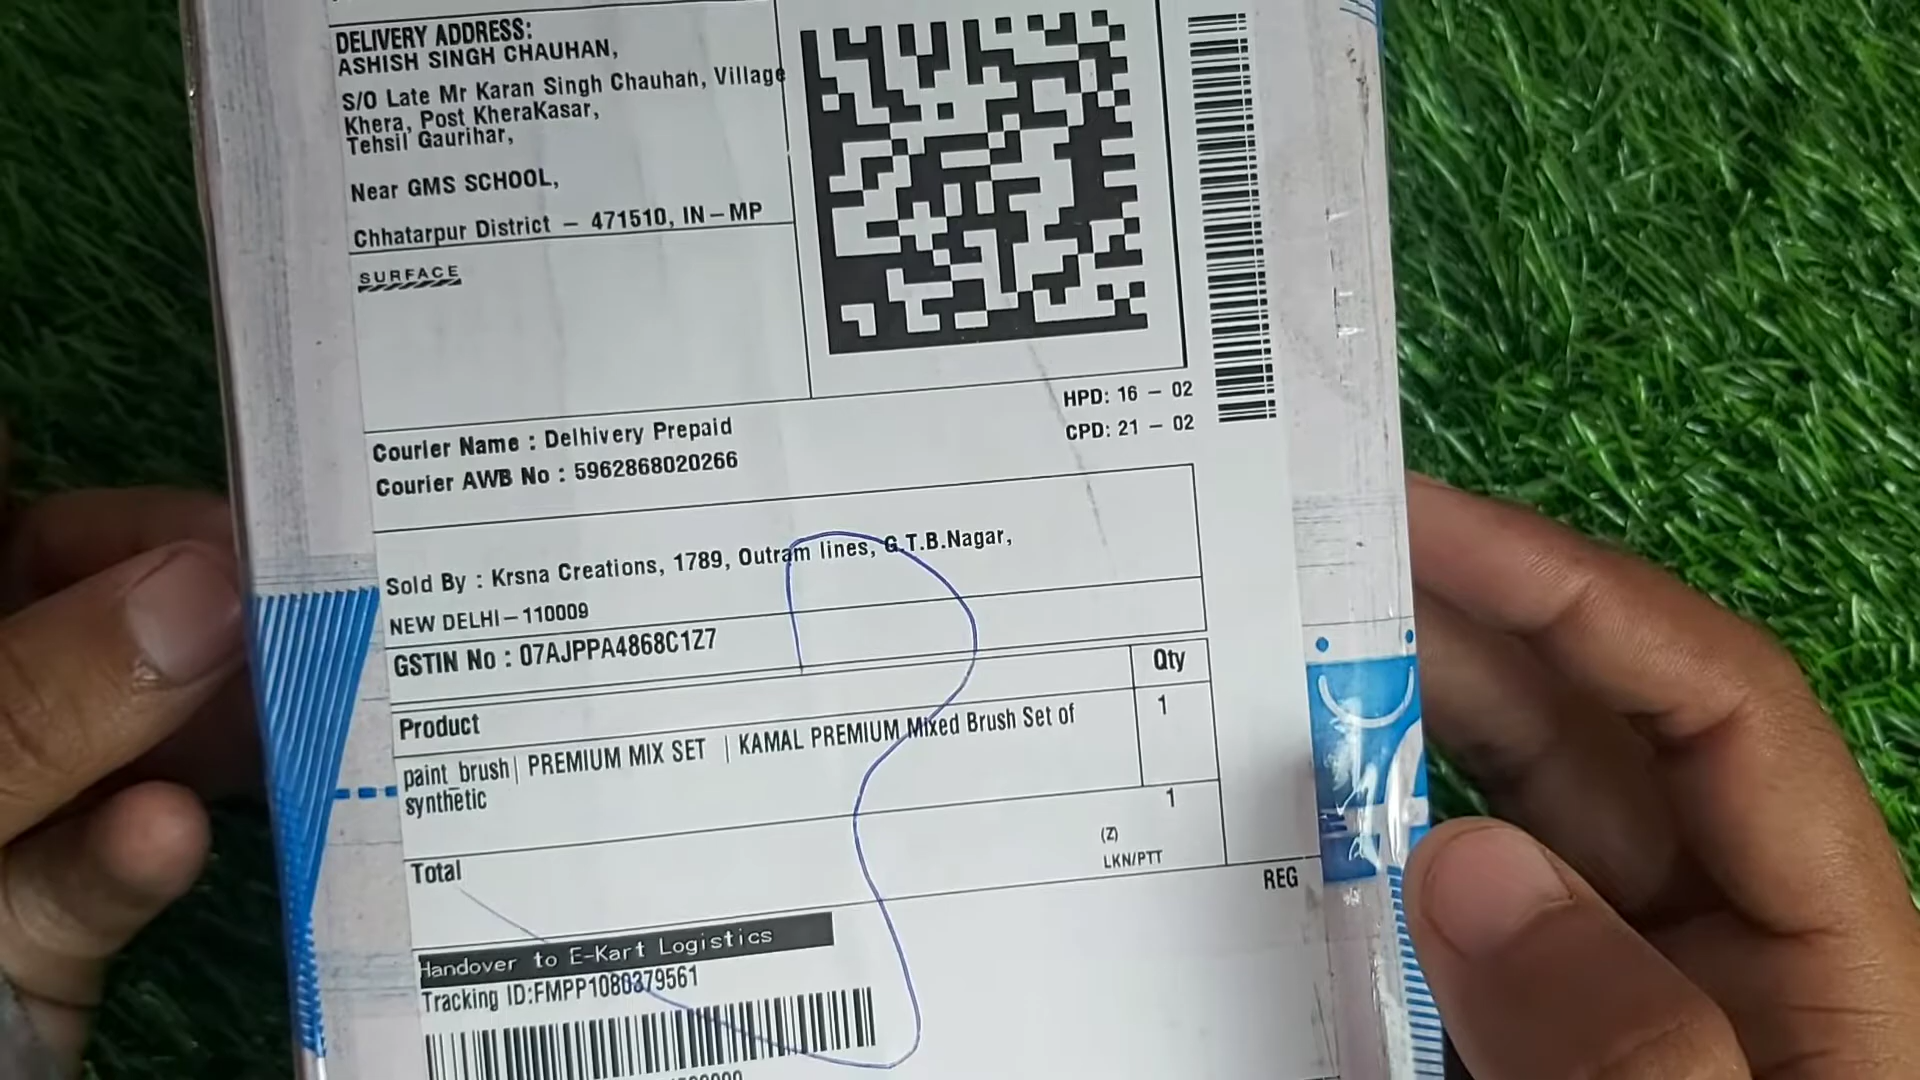 DELIVERY ADDRESS:
ASHISH SINGH CHAUHAN,
S/O Late Mr Karan Singh Chauhan, Village
Khera, Post KheraKasar,
Tehsil Gaurihar,
Near GMS SCHOOL,
Chhatarpur District – 471510, IN – MP
SURFACE
HPD: 16 – 02
CPD: 21 – 02
Courier Name : Delhivery Prepaid
Courier AWB No : 5962868020266
Sold By : Krsna Creations, 1789, Outram lines, G.T.B.Nagar,
NEW DELHI – 110009
GSTIN No : 07AJPPA4868C1Z7
Product Qty
paint_brush| PREMIUM MIX SET | KAMAL PREMIUM Mixed Brush Set of 1
synthetic
Total 1
(Z)
LKN/PTT
REG
Handover to E-Kart Logistics
Tracking ID:FMPP1080379561